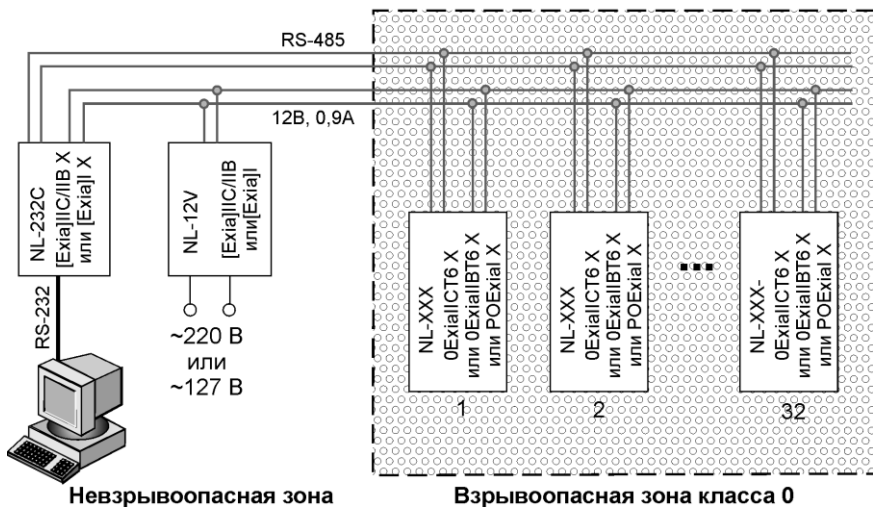 RS-485
12В, 0,9А
NL-232C
[Exia]IIC/IIB X
или [Exia]I X
NL-12V
[Exia]IIC/IIB
или[Exia]I
RS-232
~220 В
или
~127 В
NL-XXX
0ExiaIICT6 X
или 0ExiaIIBT6 X
или POExiaI X
1
NL-XXX
0ExiaIICT6 X
или 0ExiaIIBT6 X
или POExiaI X
2
NL-XXX-
0ExiaIICT6 X
или 0ExiaIIBT6 X
или POExiaI X
32
Невзрывоопасная зона
Взрывоопасная зона класса 0